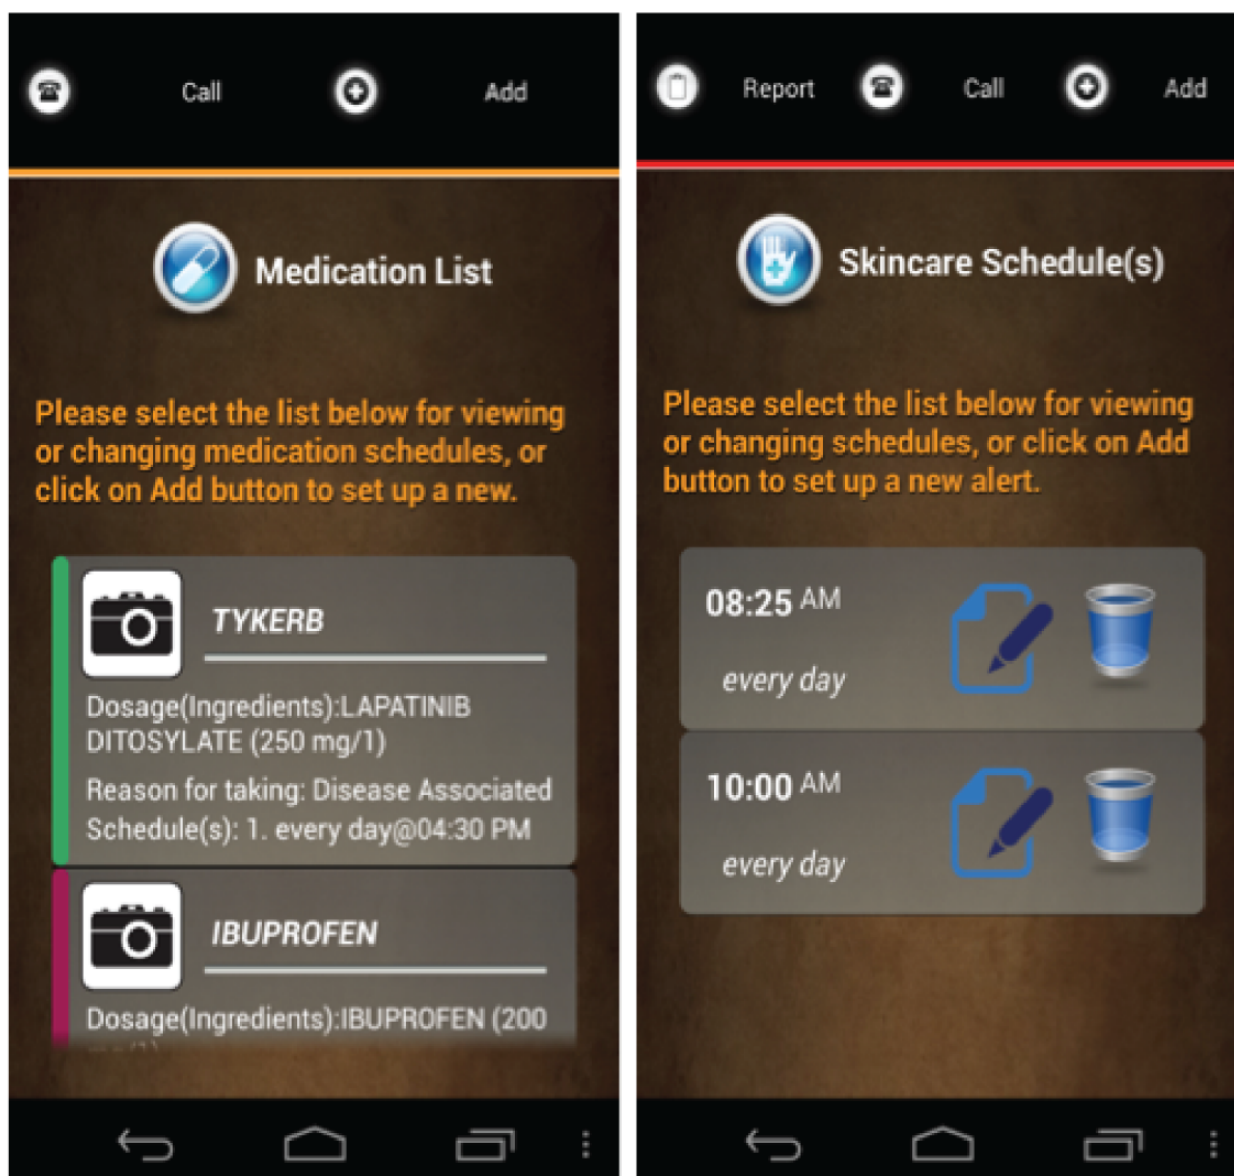 Call
Add
Medication List
Please select the list below for viewing
or changing medication schedules, or
click on Add button to set up a new.
TYKERB
Dosage(Ingredients):LAPATINIB
DITOSYLATE (250 mg/1)
Reason for taking: Disease Associated
Schedule(s): 1. every day@04:30 PM
IBUPROFEN
Dosage(Ingredients):IBUPROFEN (200
Report
Call
Add
Skincare Schedule(s)
Please select the list below for viewing
or changing schedules, or click on Add
button to set up a new alert.
08:25 AM
every day
10:00 AM
every day